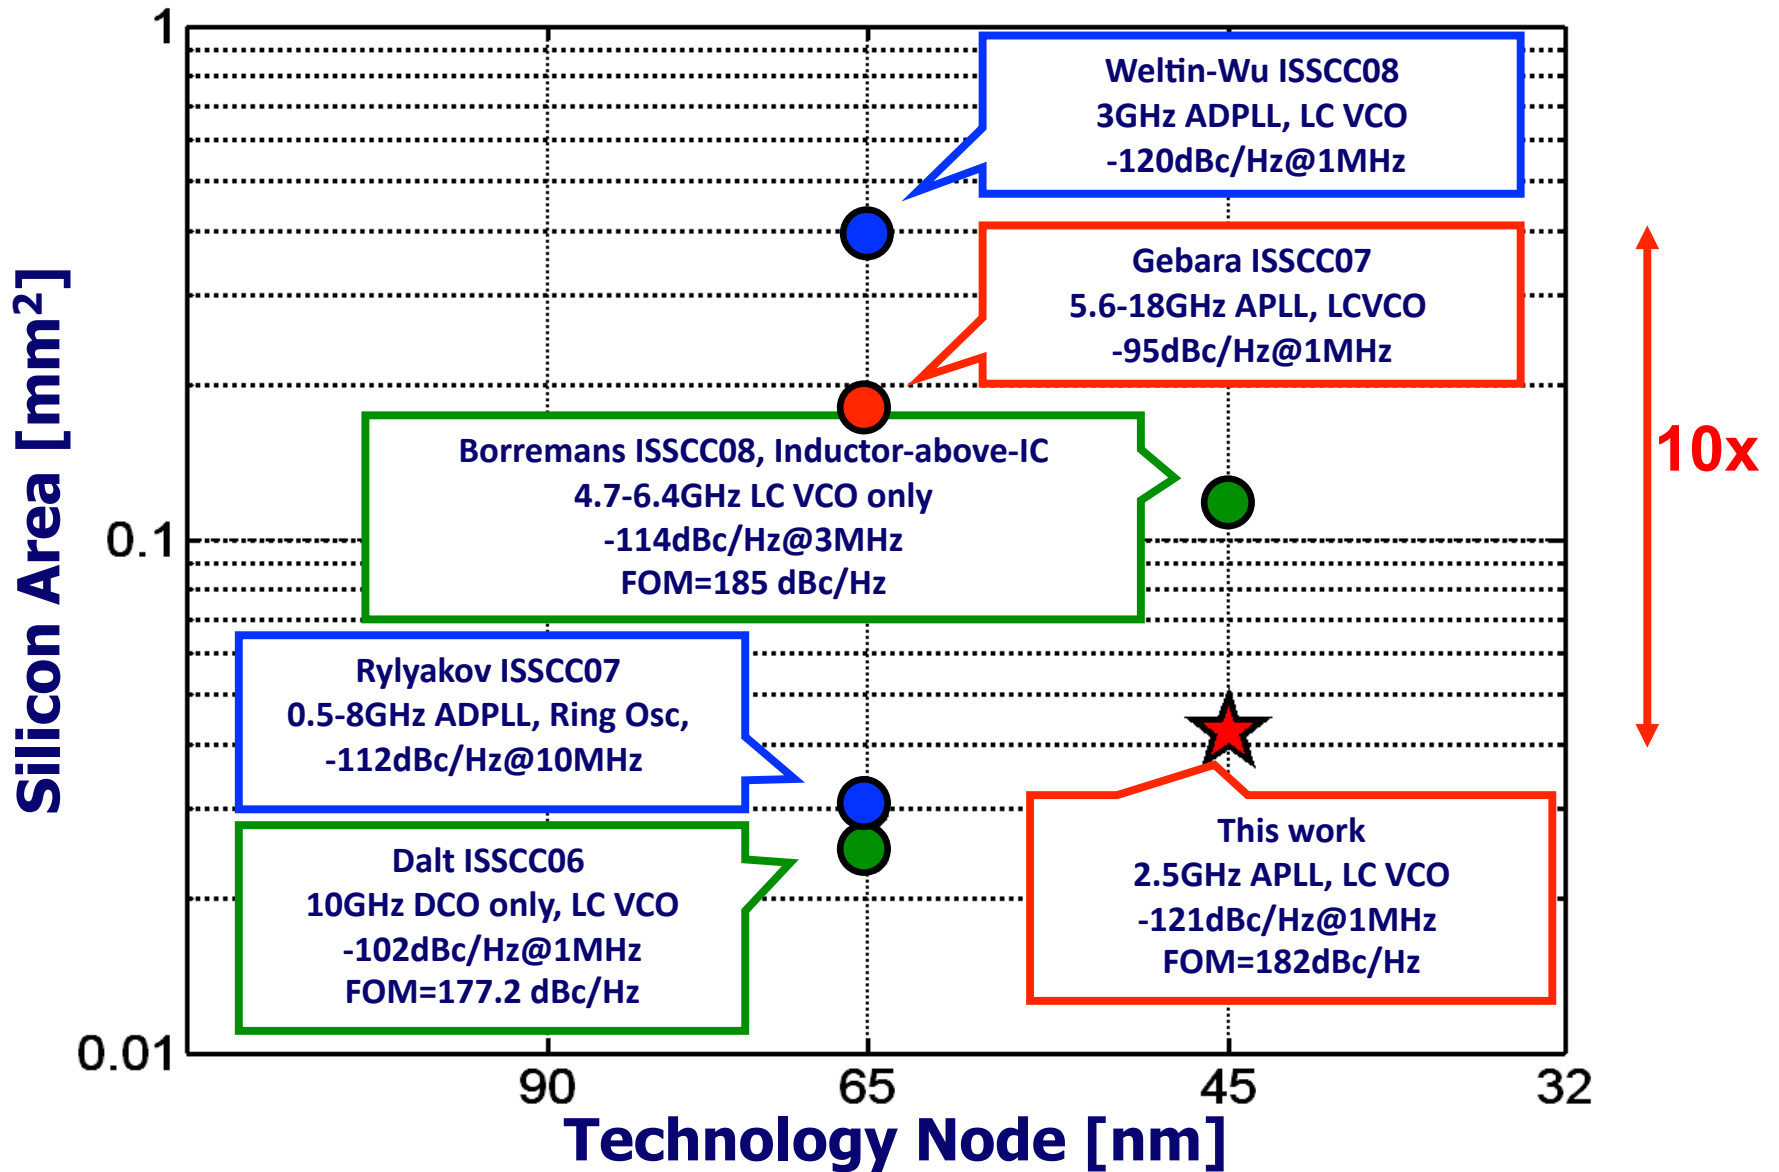 1
Weltin-Wu ISSCC08
3GHz ADPLL, LC VCO
-120dBc/Hz@1MHz
Gebara ISSCC07
5.6-18GHz APLL, LCVCO
-95dBc/Hz@1MHz
10x
Borremans ISSCC08, Inductor-above-IC
4.7-6.4GHz LC VCO only
-114dBc/Hz@3MHz
FOM=185 dBc/Hz
0.1
Silicon Area [mm²]
Rylyakov ISSCC07
0.5-8GHz ADPLL, Ring Osc,
-112dBc/Hz@10MHz
Dalt ISSCC06
10GHz DCO only, LC VCO
-102dBc/Hz@1MHz
FOM=177.2 dBc/Hz
This work
2.5GHz APLL, LC VCO
-121dBc/Hz@1MHz
FOM=182dBc/Hz
0.01
90 65 45 32
Technology Node [nm]